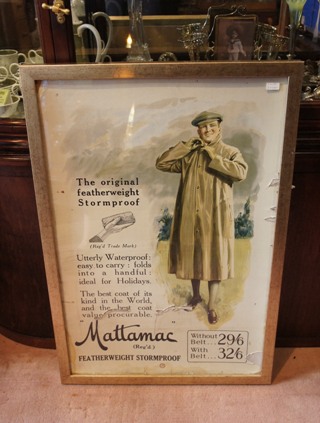 The original
featherweight
Stormproof
(Reg'd Trade Mark)
Utterly Waterproof:
easy to carry: folds
into a handful:
ideal for Holidays.
The best coat of its
kind in the World,
and the best coat
value procurable.
"Mattamac"
(Reg'd.)
FEATHERWEIGHT STORMPROOF
Without Belt... 29/6
With Belt... 32/6